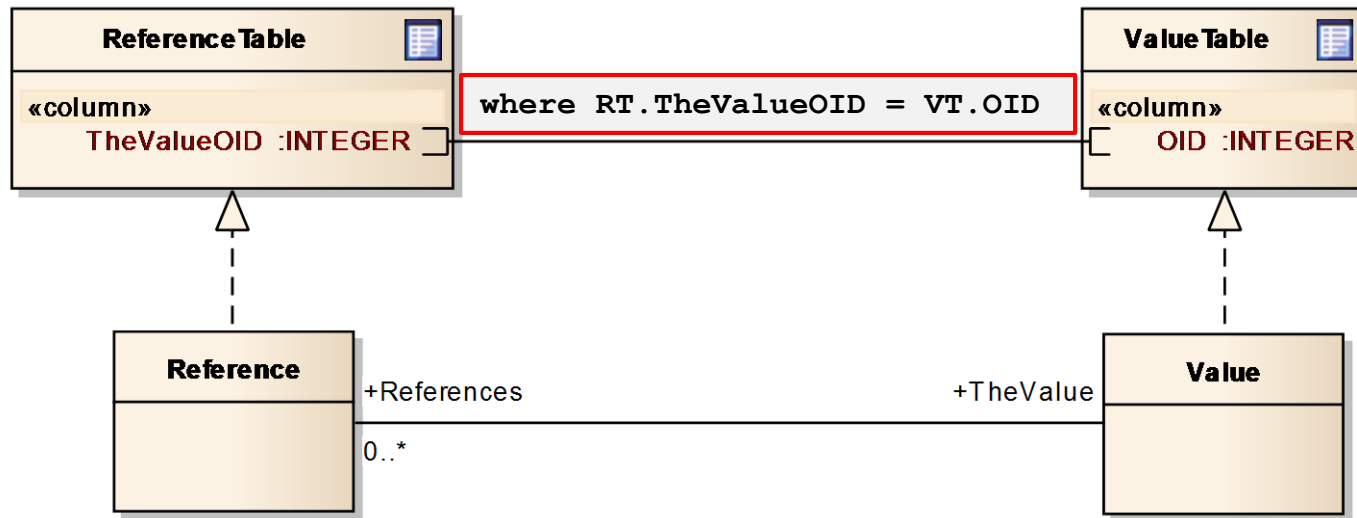 ReferenceTable
«column»
TheValueOID :INTEGER
where RT.TheValueOID = VT.OID
ValueTable
«column»
OID :INTEGER
Reference
+References
0..*
+TheValue
Value